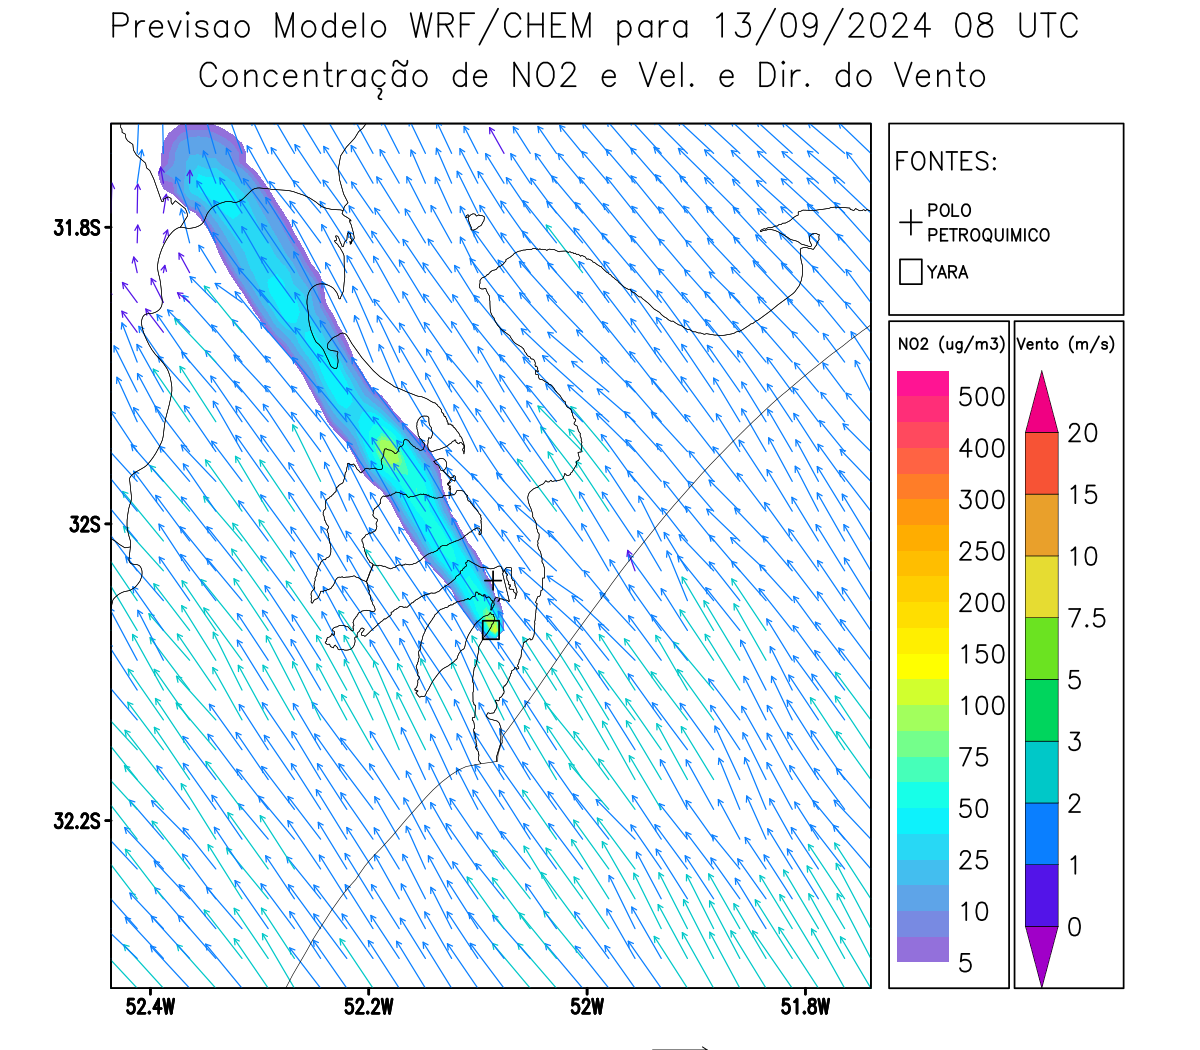 Previsao Modelo WRF/CHEM para 13/09/2024 08 UTC
Concentração de NO2 e Vel. e Dir. do Vento
FONTES:
POLO
PETROQUIMICO
YARA
31.8S
32S
32.2S
52.4W
52.2W
52W
51.8W
NO2 (ug/m3)
500
400
300
250
200
150
100
75
50
25
10
5
Vento (m/s)
20
15
10
7.5
5
3
2
1
0